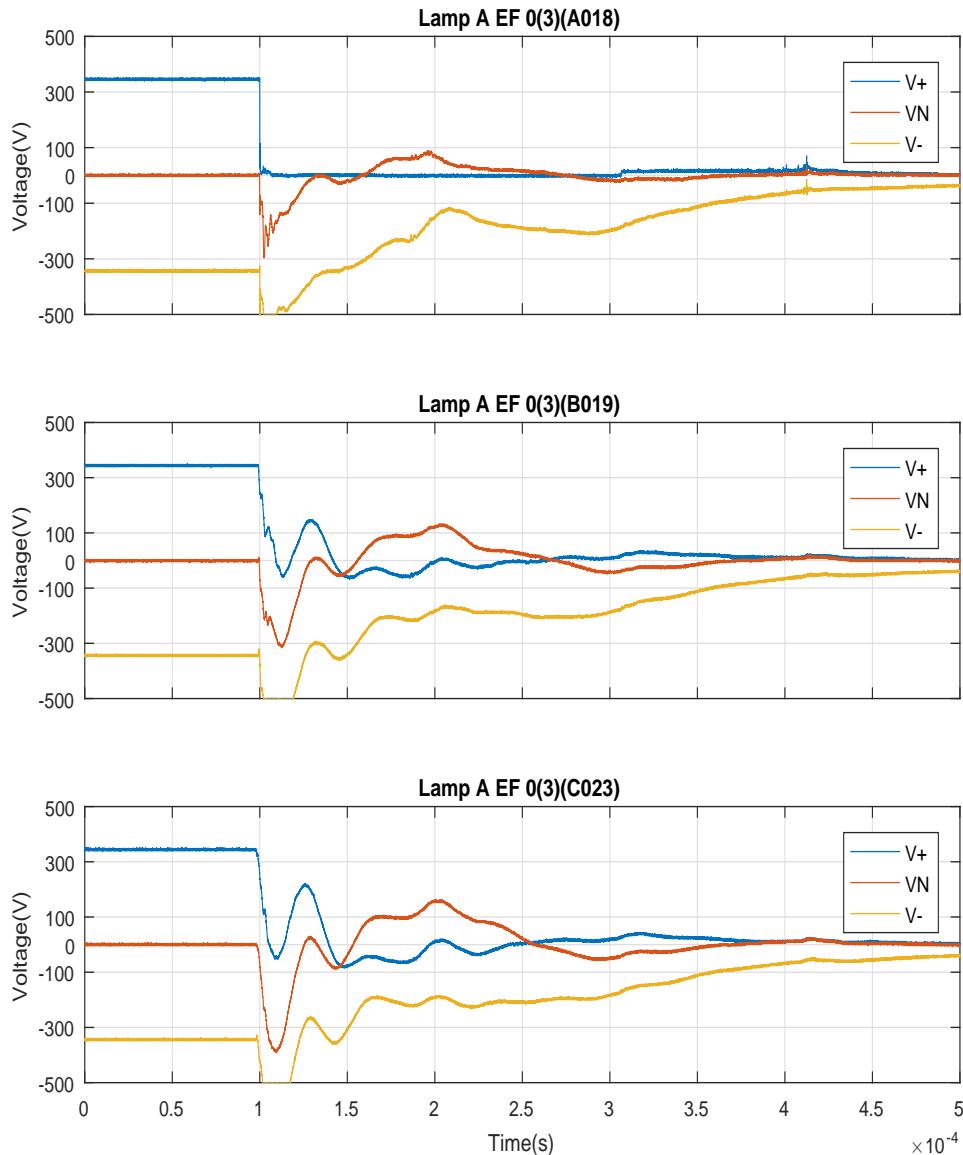 Lamp A EF 0(3)(A018)
500
300
100
0
-100
-300
-500
Voltage(V)
V+
VN
V-
Lamp A EF 0(3)(B019)
500
300
100
0
-100
-300
-500
Voltage(V)
V+
VN
V-
Lamp A EF 0(3)(C023)
500
300
100
0
-100
-300
-500
Voltage(V)
V+
VN
V-
0 0.5 1 1.5 2 2.5 3 3.5 4 4.5 5
Time(s)
×10⁻⁴